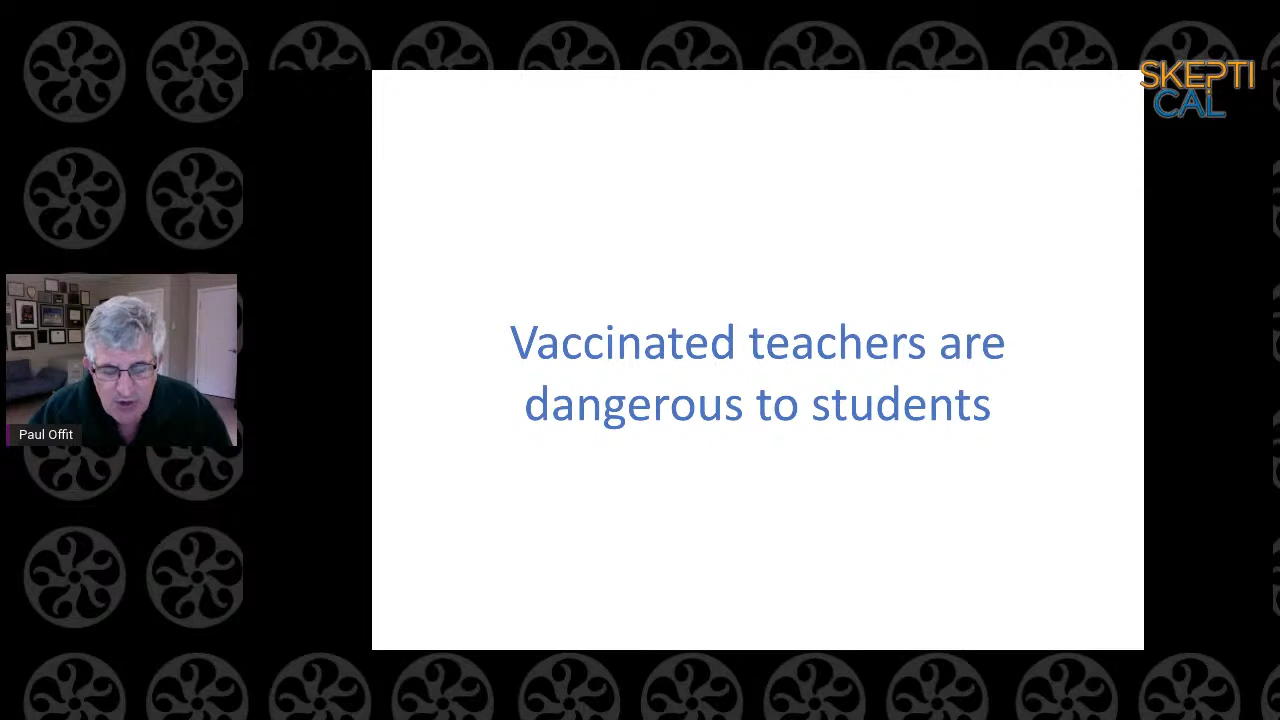 SKEPTI
CAL
Vaccinated teachers are
dangerous to students
Paul Offit